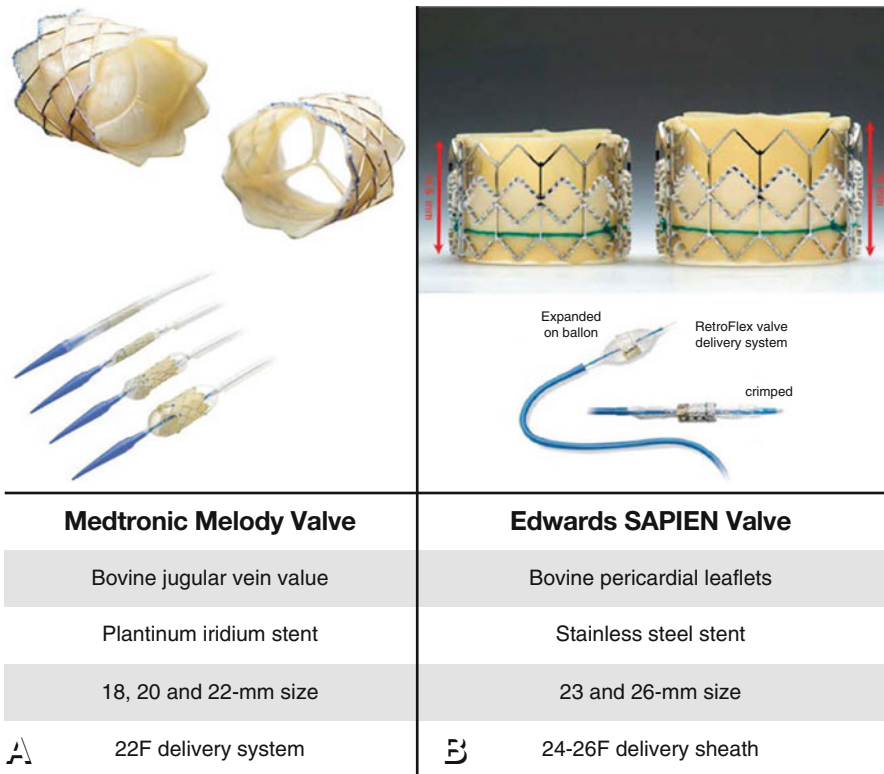 Expanded
on ballon
RetroFlex valve
delivery system
crimped
Medtronic Melody Valve
Edwards SAPIEN Valve
Bovine jugular vein value
Bovine pericardial leaflets
Plantinum iridium stent
Stainless steel stent
18, 20 and 22-mm size
23 and 26-mm size
A
22F delivery system
B
24-26F delivery sheath